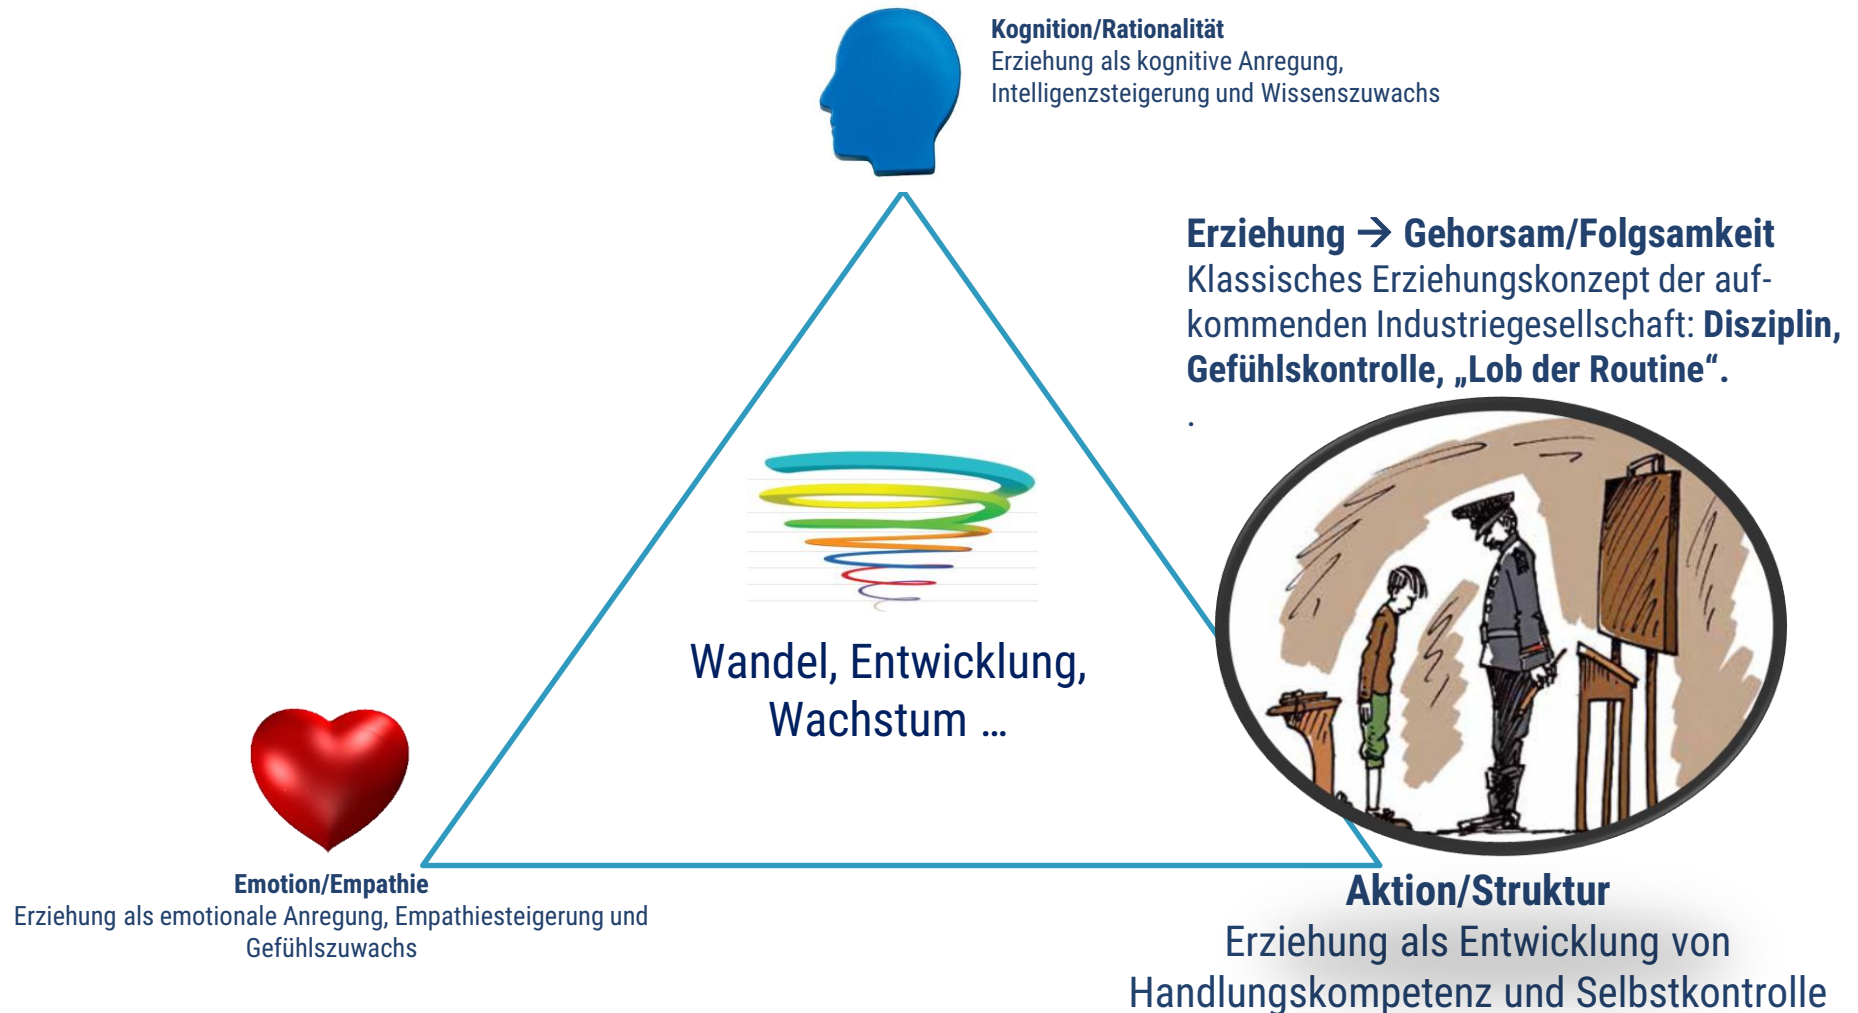 Kognition/Rationalität
Erziehung als kognitive Anregung,
Intelligenzsteigerung und Wissenszuwachs
Erziehung → Gehorsam/Folgsamkeit
Klassisches Erziehungskonzept der auf-
kommenden Industriegesellschaft: Disziplin,
Gefühlskontrolle, „Lob der Routine“.
.
Wandel, Entwicklung,
Wachstum ...
Emotion/Empathie
Erziehung als emotionale Anregung, Empathiesteigerung und
Gefühlszuwachs
Aktion/Struktur
Erziehung als Entwicklung von
Handlungskompetenz und Selbstkontrolle